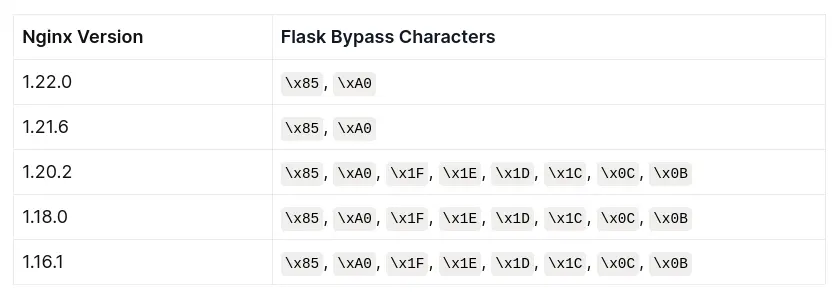 Nginx Version Flask Bypass Characters
1.22.0 \x85, \xA0
1.21.6 \x85, \xA0
1.20.2 \x85, \xA0, \x1F, \x1E, \x1D, \x1C, \x0C, \x0B
1.18.0 \x85, \xA0, \x1F, \x1E, \x1D, \x1C, \x0C, \x0B
1.16.1 \x85, \xA0, \x1F, \x1E, \x1D, \x1C, \x0C, \x0B